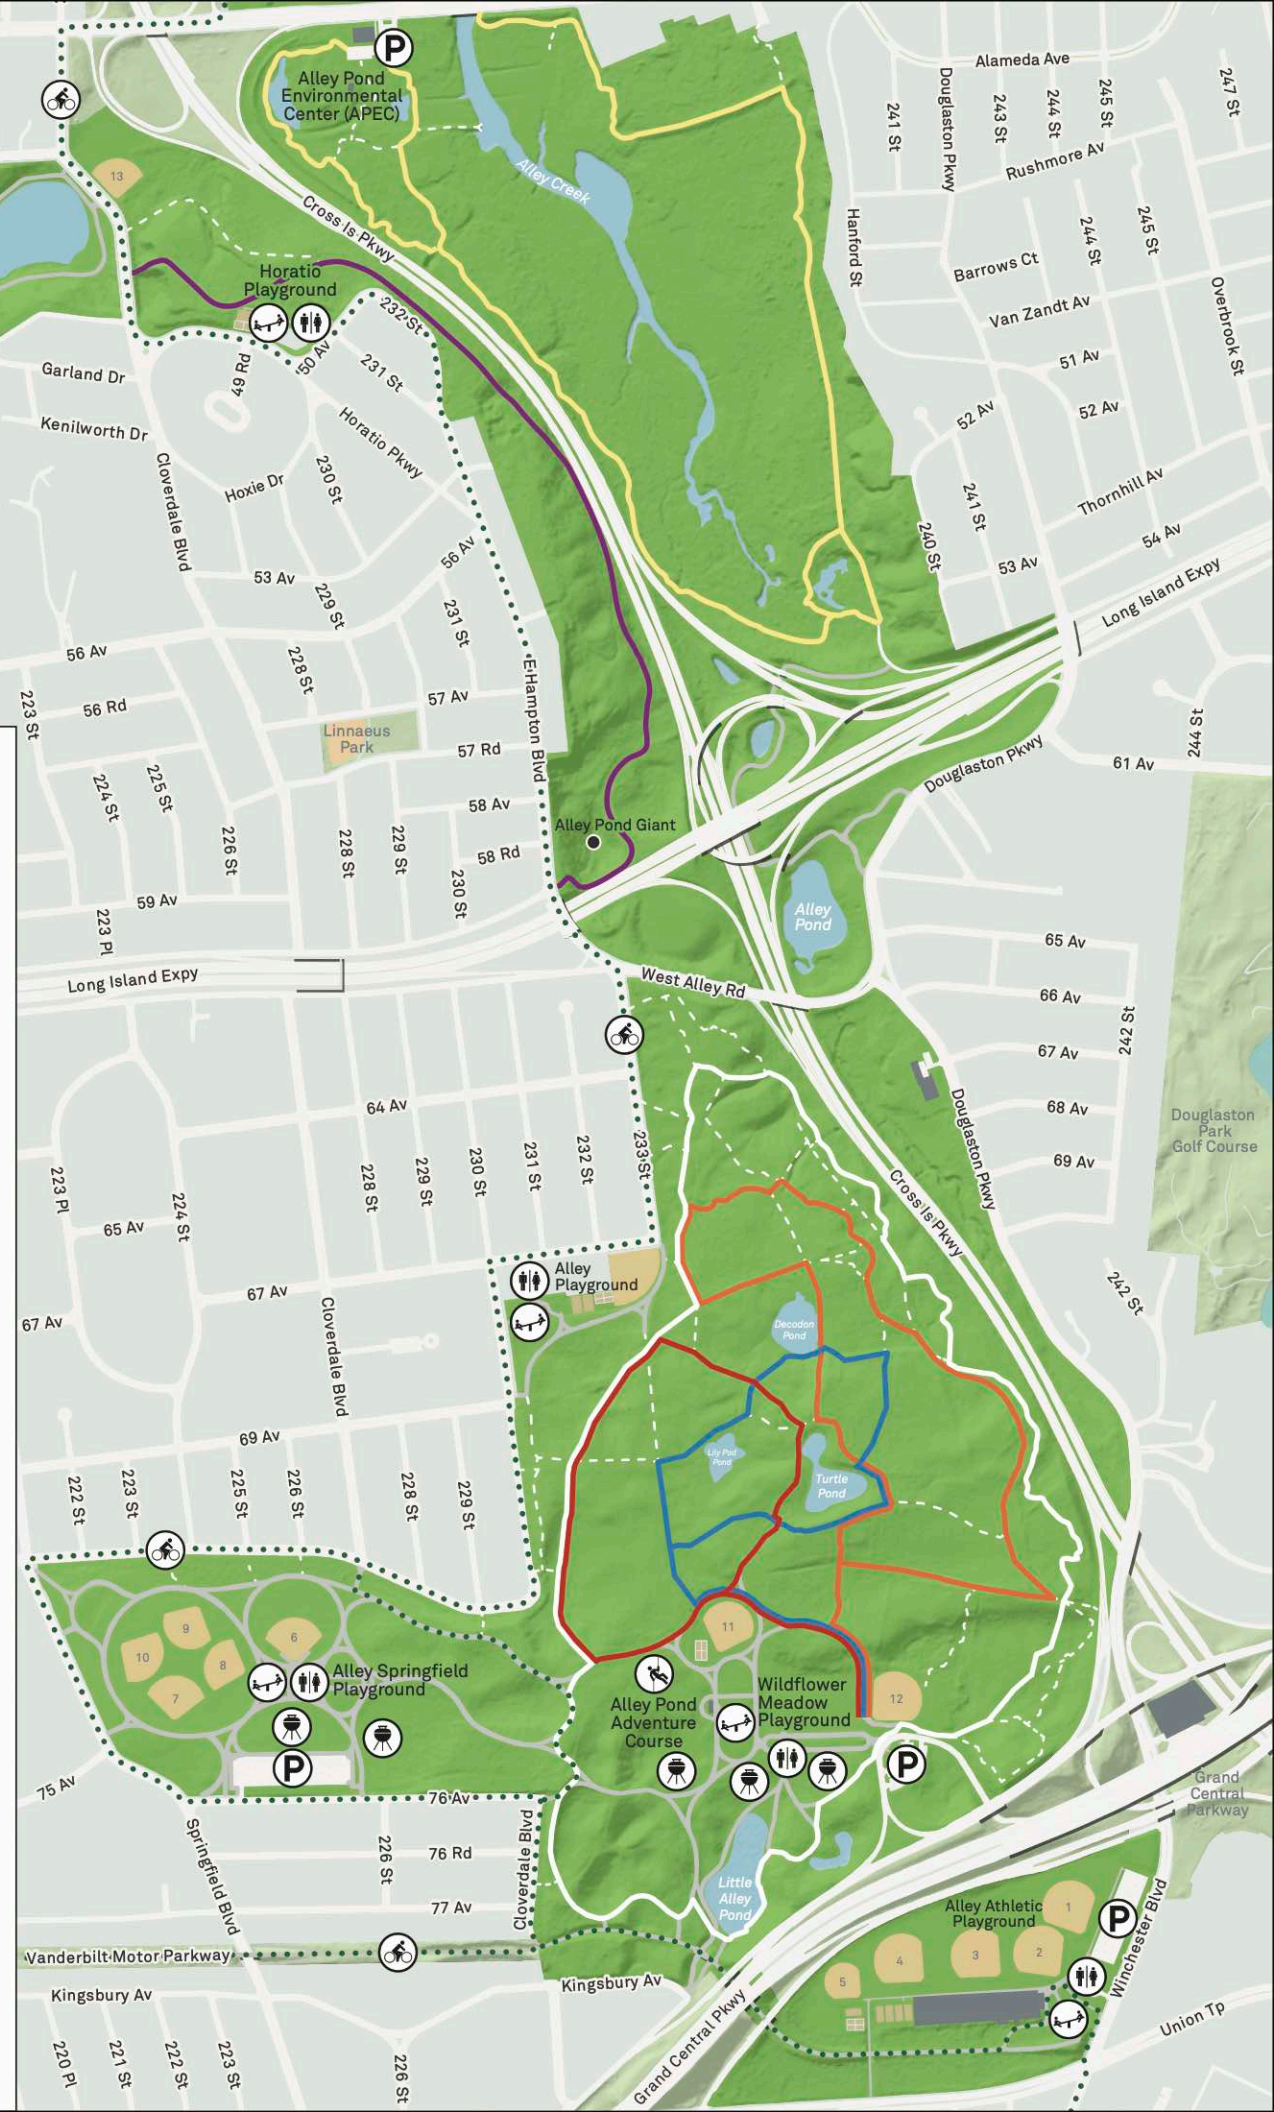 P
Alley Pond
Environmental
Center (APEC)
Alley Creek
Cross Is Pkwy
13
Horatio
Playground
232 St
50 Av
49 Rd
231 St
Garland Dr
Kenilworth Dr
Horatio Pkwy
Cloverdale Blvd
Hoxie Dr
230 St
53 Av
229 St
56 Av
231 St
56 Av
228 St
57 Av
223 St
56 Rd
Linnaeus
Park
57 Rd
E Hampton Blvd
224 St
225 St
226 St
228 St
229 St
58 Av
58 Rd
230 St
59 Av
223 Pl
Long Island Expy
Alley Pond Giant
Alameda Ave
241 St
Douglaston Pkwy
243 St
244 St
245 St
247 St
Rushmore Av
Hanford St
244 St
245 St
Barrows Ct
Van Zandt Av
Overbrook St
51 Av
52 Av
52 Av
Thornhill Av
241 St
240 St
53 Av
54 Av
Long Island Expy
244 St
61 Av
Douglaston Pkwy
Alley
Pond
65 Av
66 Av
67 Av
68 Av
69 Av
242 St
Douglaston
Park
Golf Course
West Alley Rd
Douglaston Pkwy
Cross Is Pkwy
242 St
64 Av
223 Pl
224 St
65 Av
228 St
229 St
230 St
231 St
232 St
233 St
67 Av
67 Av
Cloverdale Blvd
69 Av
222 St
223 St
225 St
226 St
228 St
229 St
Alley
Playground
Decodon
Pond
Lily Pad
Pond
Turtle
Pond
9
10
8
7
6
Alley Springfield
Playground
P
11
12
Alley Pond
Adventure
Course
Wildflower
Meadow
Playground
P
75 Av
76 Av
76 Rd
77 Av
226 St
Springfield Blvd
Cloverdale Blvd
Little
Alley
Pond
Vanderbilt Motor Parkway
Kingsbury Av
Kingsbury Av
220 Pl
221 St
222 St
223 St
226 St
Grand Central Pkwy
Grand
Central
Parkway
Alley Athletic
Playground
1
2
3
4
5
P
Winchester Blvd
Union Tp